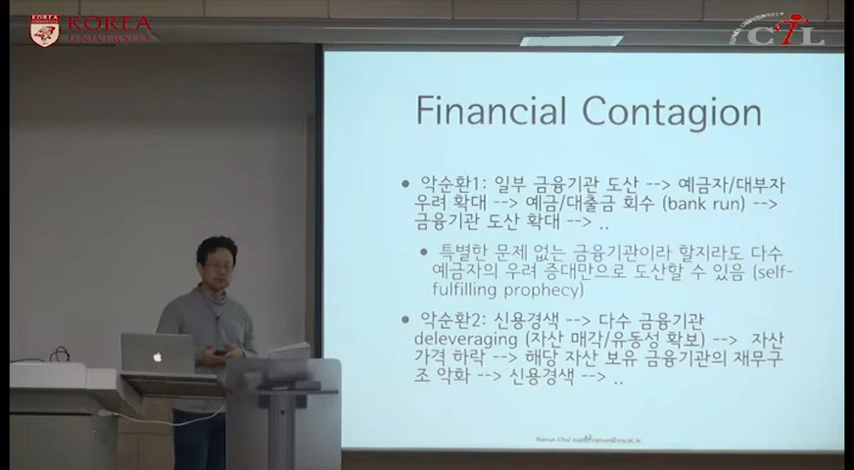 KOREA
UNIVERSITY
CTL
Financial Contagion
• 악순환1: 일부 금융기관 도산 --> 예금자/대부자
우려 확대 --> 예금/대출금 회수 (bank run) -->
금융기관 도산 확대 --> ..
• 특별한 문제 없는 금융기관이라 할지라도 다수
예금자의 우려 증대만으로 도산할 수 있음 (self-
fulfilling prophecy)
• 악순환2: 신용경색 --> 다수 금융기관
deleveraging (자산 매각/유동성 확보) --> 자산
가격 하락 --> 해당 자산 보유 금융기관의 재무구
조 악화 --> 신용경색 --> ..